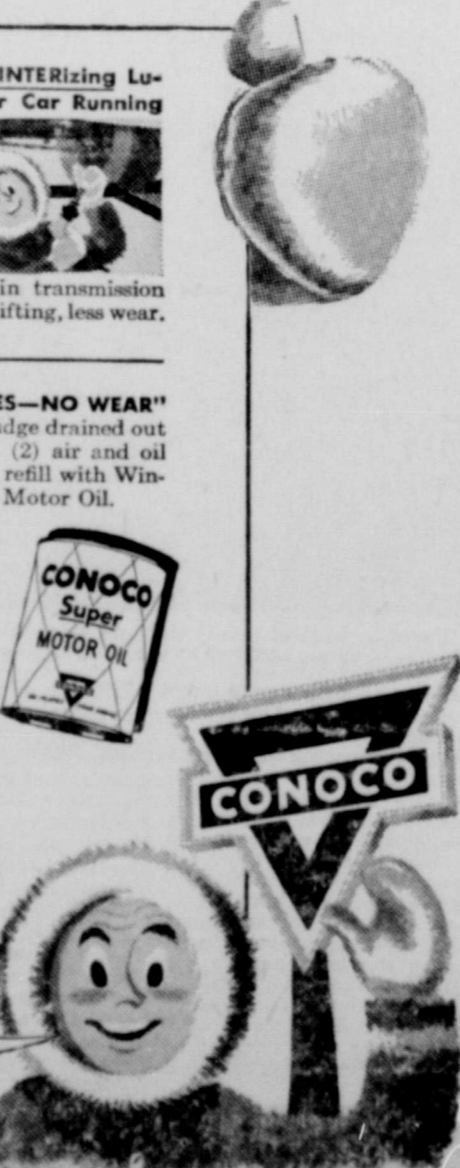 INTERizing Lu-
r Car Running
in transmission
ifting, less wear.
ES—NO WEAR"
dge drained out
(2) air and oil
refill with Win-
Motor Oil.
CONOCO
Super
MOTOR OIL
CONOCO